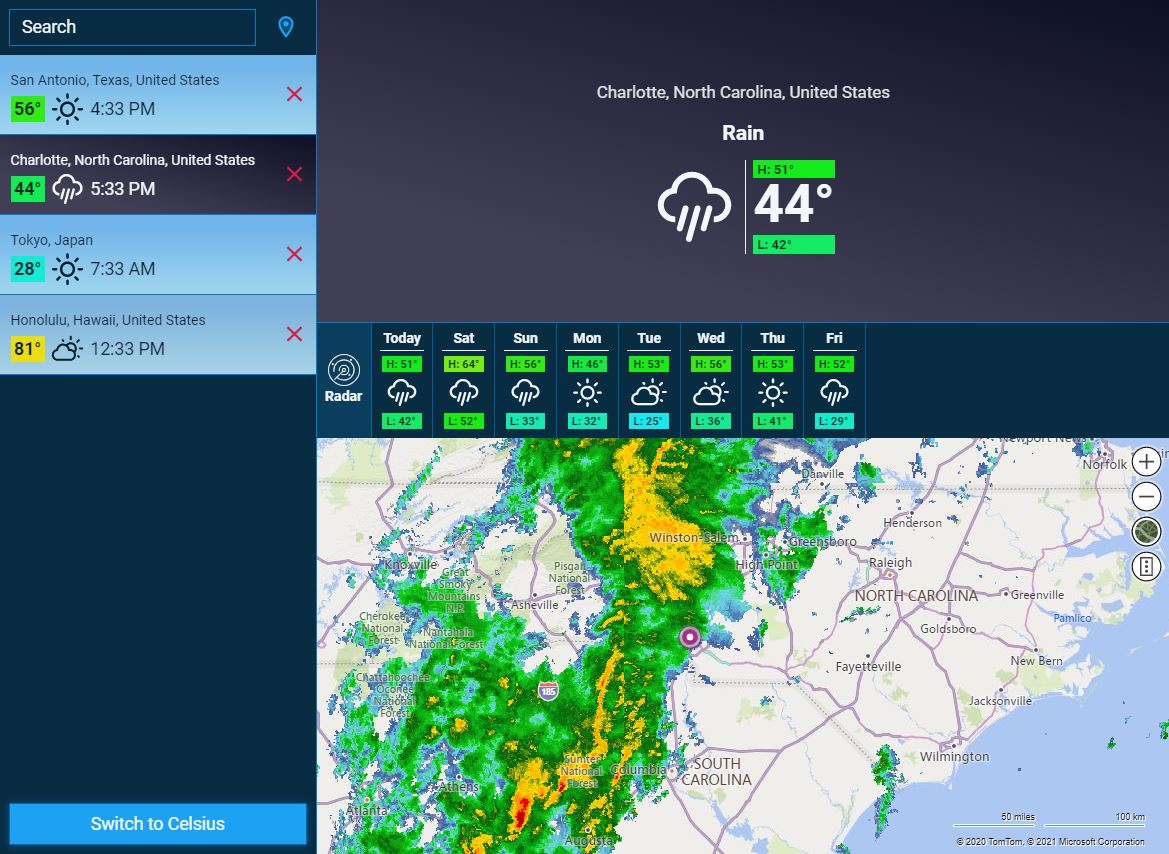 Search
San Antonio, Texas, United States
56° 4:33 PM
Charlotte, North Carolina, United States
44° 5:33 PM
Tokyo, Japan
28° 7:33 AM
Honolulu, Hawaii, United States
81° 12:33 PM
Switch to Celsius
Charlotte, North Carolina, United States
Rain
H: 51°
44°
L: 42°
Radar
Today
H: 51°
L: 42°
Sat
H: 64°
L: 52°
Sun
H: 56°
L: 33°
Mon
H: 46°
L: 32°
Tue
H: 53°
L: 25°
Wed
H: 56°
L: 36°
Thu
H: 53°
L: 41°
Fri
H: 52°
L: 29°
Newport News
Norfolk
Danville
Henderson
Winston-Salem
Greensboro
High Point
Raleigh
Knoxville
Great
Smoky
Mountains
N.P.
Pisgah
National
Forest
Asheville
NORTH CAROLINA
Greenville
Cherokee
National
Forest
Nantahala
National Forest
Goldsboro
Pamlico
Fayetteville
New Bern
Chattahoochee
Oconee
National
Forest
185
Jacksonville
Wilmington
Sumter
National
Forest
Columbia
SOUTH
CAROLINA
Athens
Atlanta
Augusta
50 miles
100 km
© 2020 TomTom, © 2021 Microsoft Corporation